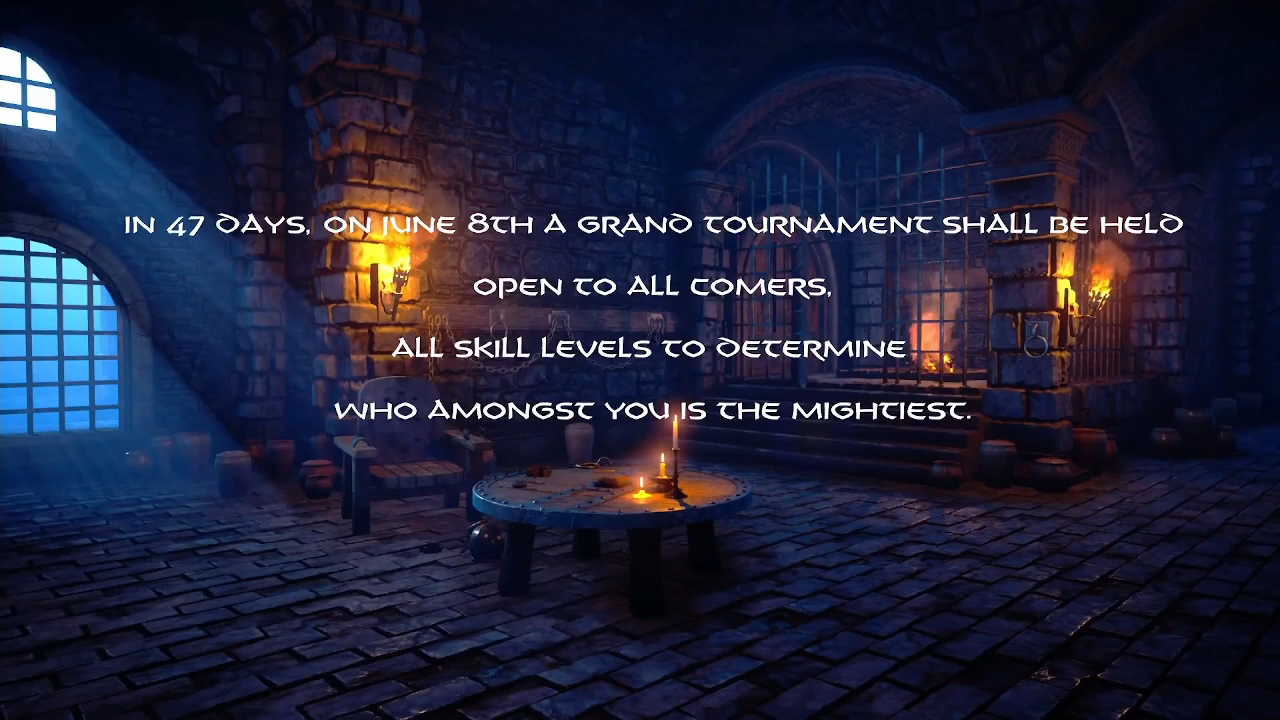 IN 47 DAYS, ON JUNE 8TH A GRAND TOURNAMENT SHALL BE HELD
OPEN TO ALL COMERS,
ALL SKILL LEVELS TO DETERMINE
WHO AMONGST YOU IS THE MIGHTIEST.